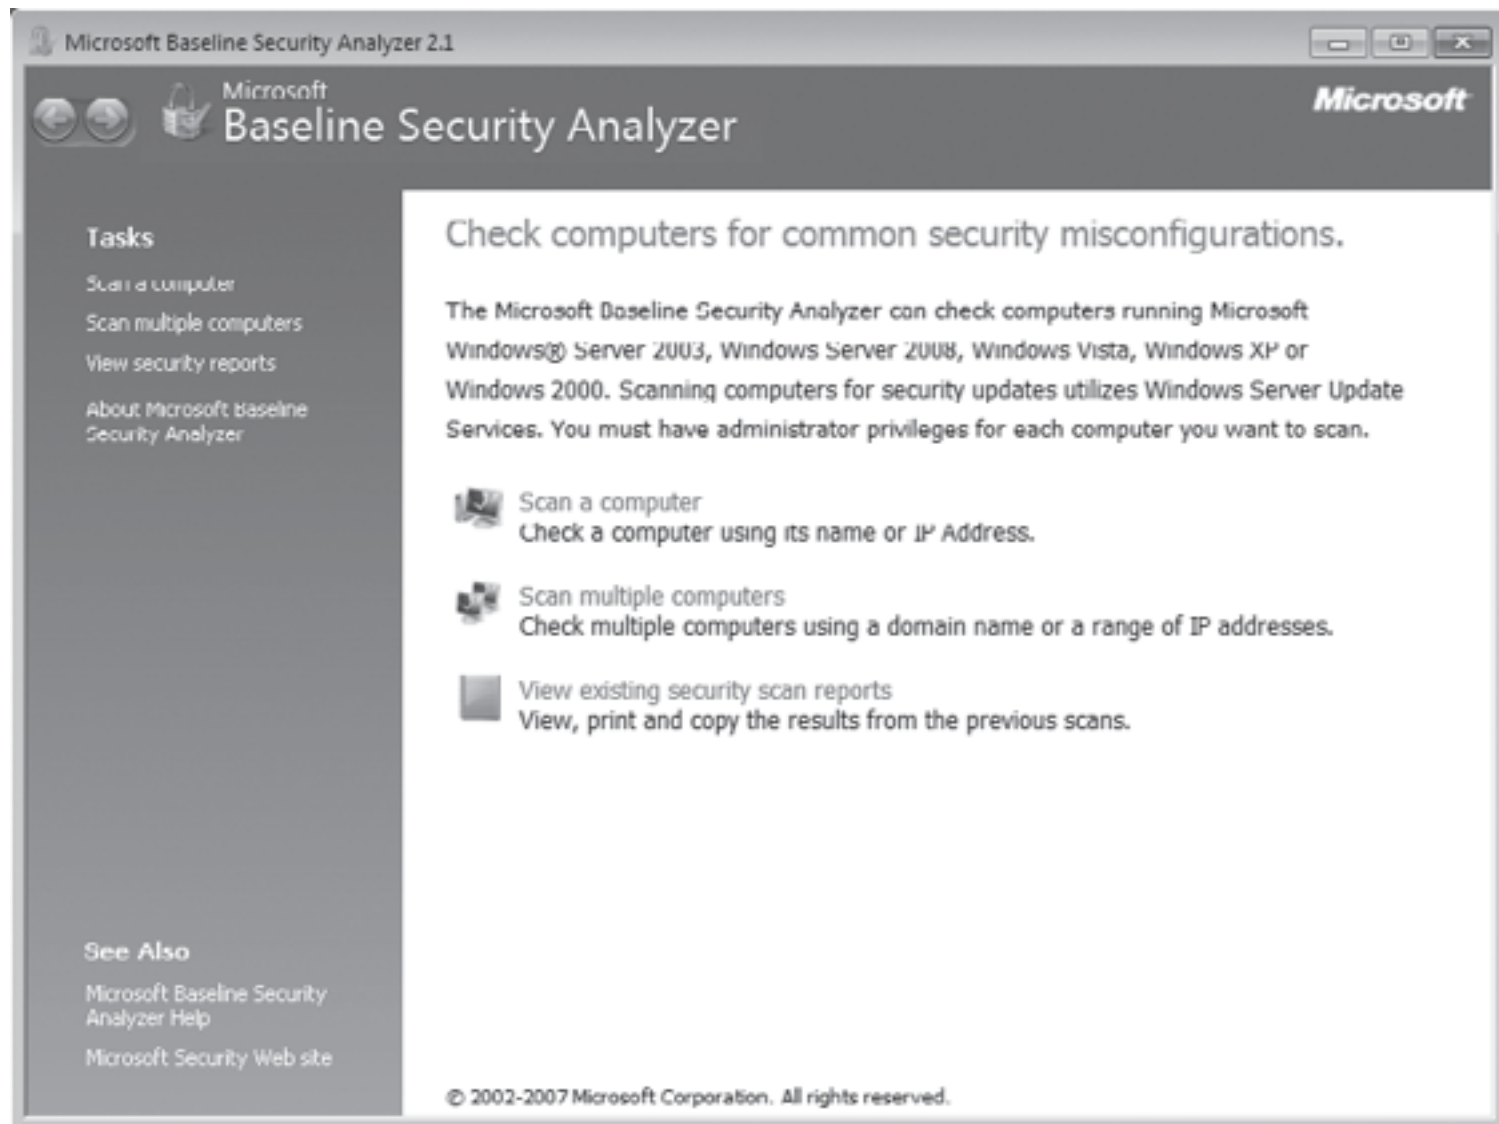 Microsoft Baseline Security Analyzer 2.1
Microsoft
Baseline Security Analyzer
Microsoft
Tasks
Scan a computer
Scan multiple computers
View security reports
About Microsoft Baseline
Security Analyzer
See Also
Microsoft Baseline Security
Analyzer Help
Microsoft Security Web site
Check computers for common security misconfigurations.
The Microsoft Baseline Security Analyzer can check computers running Microsoft
Windows® Server 2003, Windows Server 2008, Windows Vista, Windows XP or
Windows 2000. Scanning computers for security updates utilizes Windows Server Update
Services. You must have administrator privileges for each computer you want to scan.
Scan a computer
Check a computer using its name or IP Address.
Scan multiple computers
Check multiple computers using a domain name or a range of IP addresses.
View existing security scan reports
View, print and copy the results from the previous scans.
© 2002-2007 Microsoft Corporation. All rights reserved.